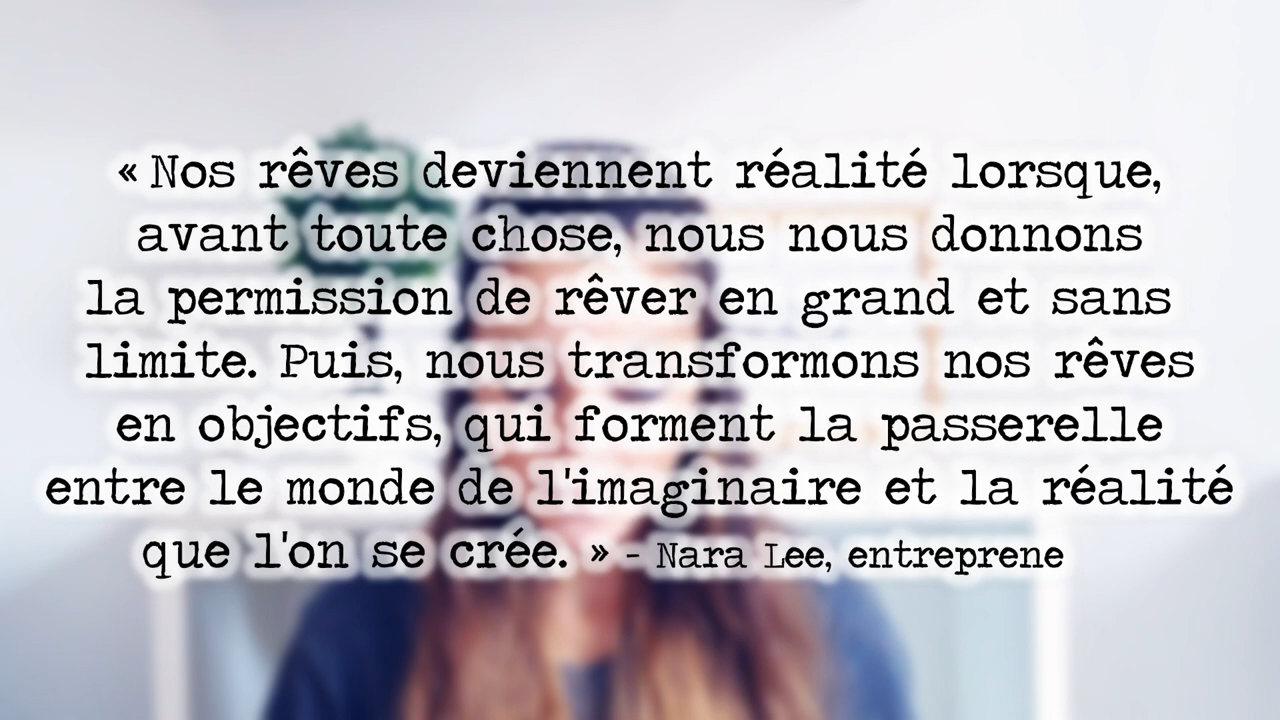 « Nos rêves deviennent réalité lorsque,
avant toute chose, nous nous donnons
la permission de rêver en grand et sans
limite. Puis, nous transformons nos rêves
en objectifs, qui forment la passerelle
entre le monde de l'imaginaire et la réalité
que l'on se crée. » - Nara Lee, entreprene